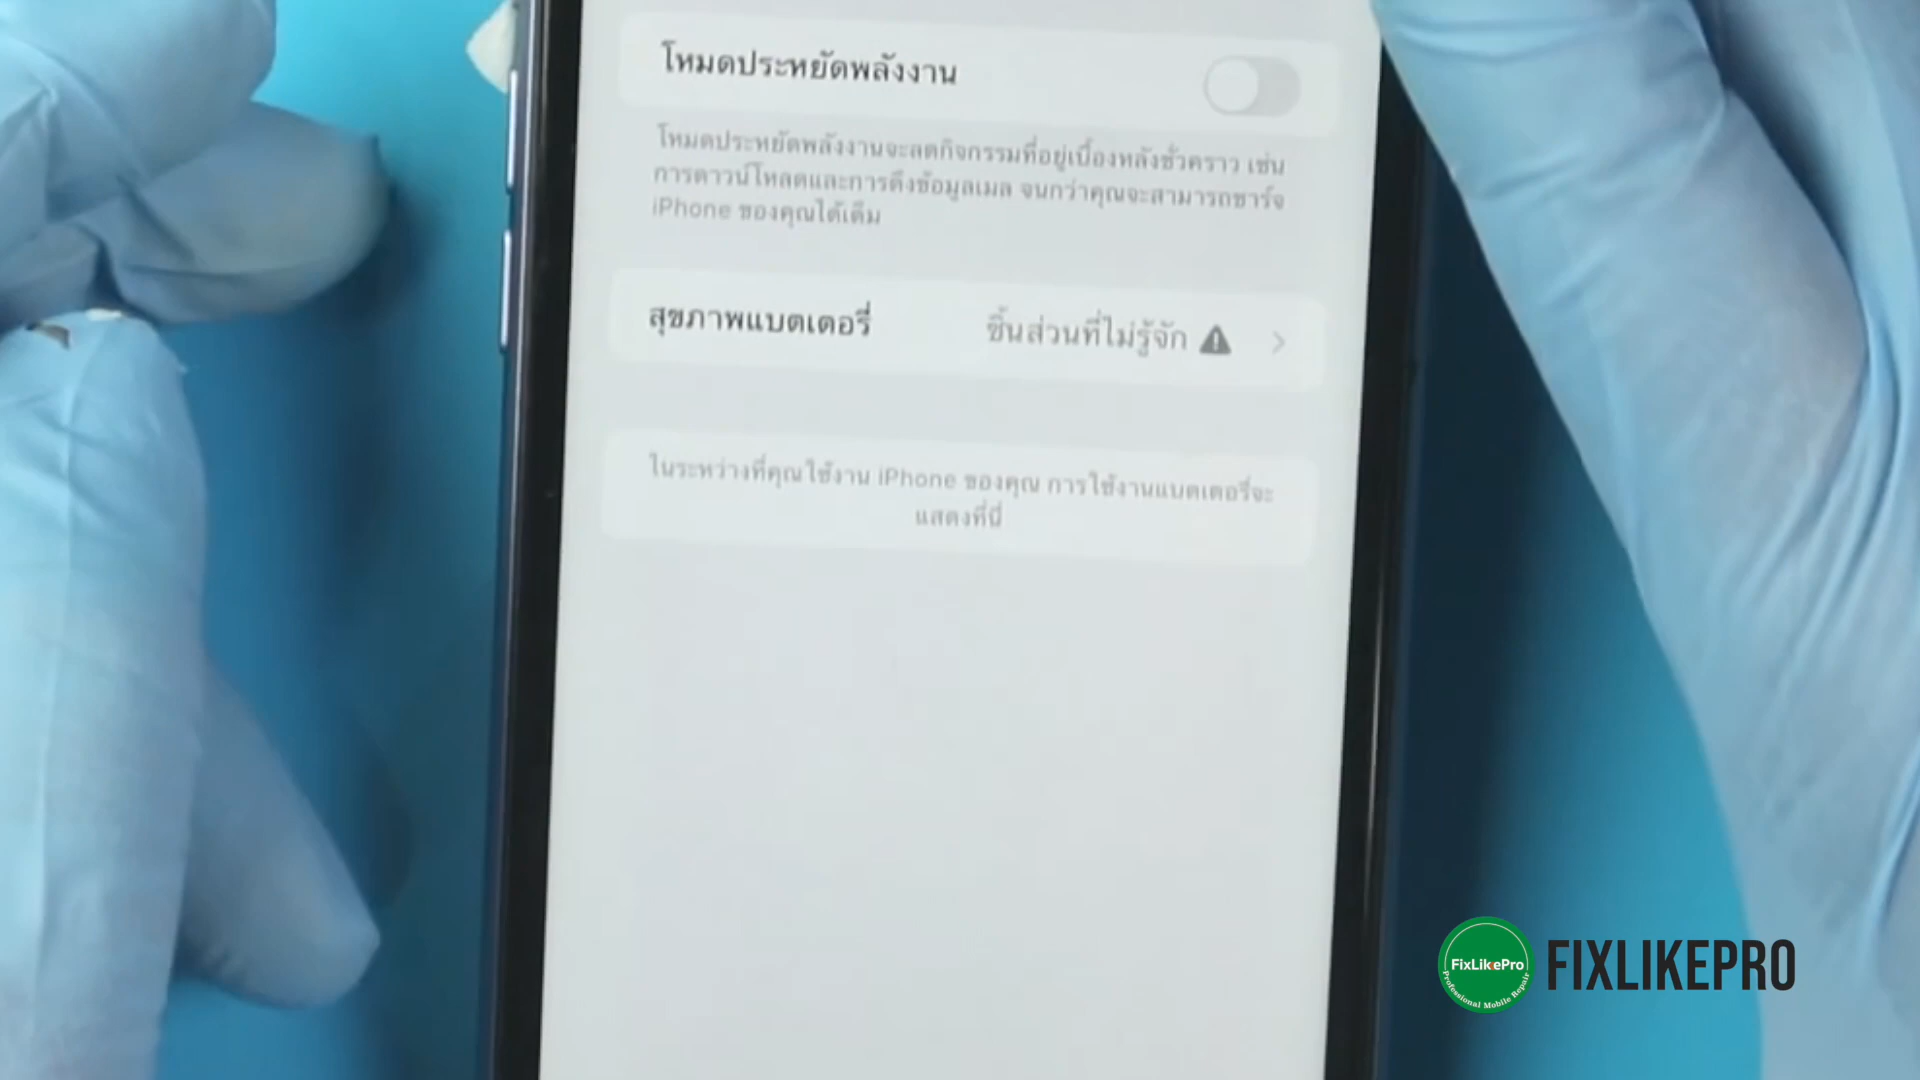 โหมดประหยัดพลังงาน
โหมดประหยัดพลังงานจะลดกิจกรรมที่อยู่เบื้องหลังชั่วคราว เช่น
การดาวน์โหลดและการดึงข้อมูลเมล จนกว่าคุณจะสามารถชาร์จ
iPhone ของคุณได้เต็ม
สุขภาพแบตเตอรี่ ชิ้นส่วนที่ไม่รู้จัก
ในระหว่างที่คุณใช้งาน iPhone ของคุณ การใช้งานแบตเตอรี่จะ
แสดงที่นี่
FixLikePro
Professional Mobile Repair
FIXLIKEPRO